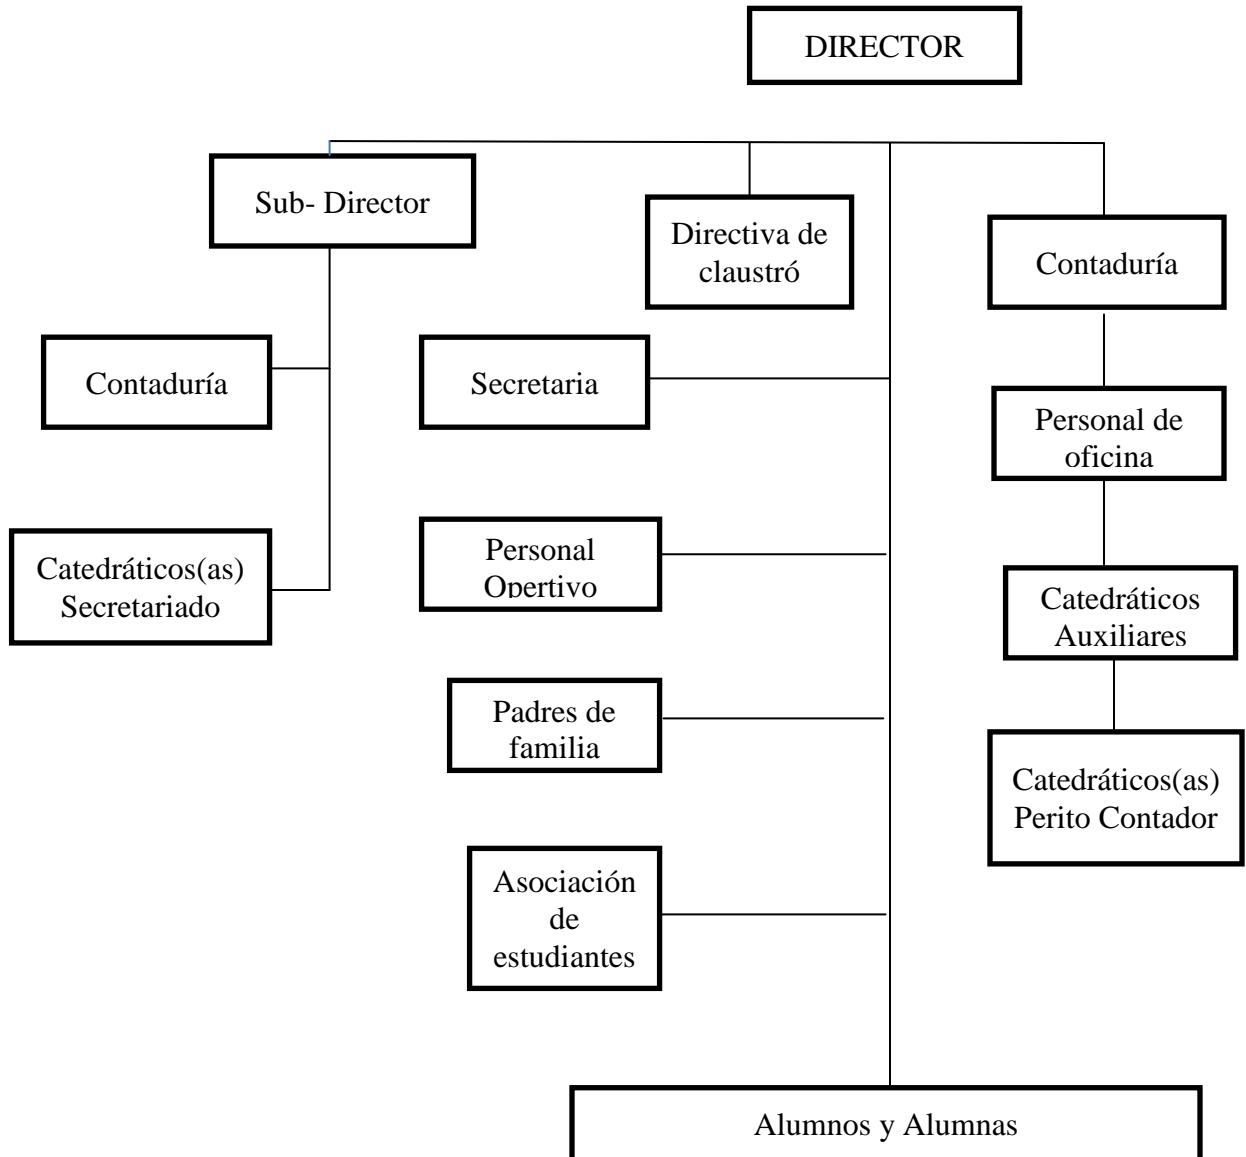 DIRECTOR
Sub- Director
Directiva de
claustró
Contaduría
Contaduría
Secretaria
Personal de
oficina
Catedráticos(as)
Secretariado
Personal
Opertivo
Catedráticos
Auxiliares
Padres de
familia
Catedráticos(as)
Perito Contador
Asociación
de
estudiantes
Alumnos y Alumnas